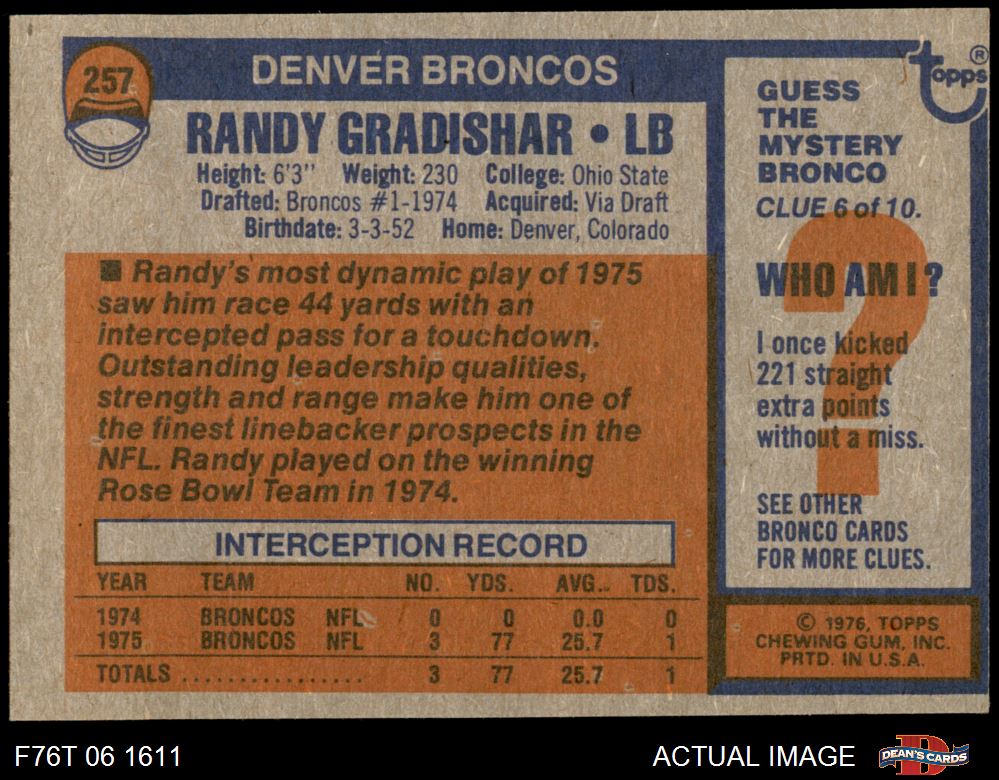 257
DENVER BRONCOS
RANDY GRADISHAR • LB
Height: 6'3" Weight: 230 College: Ohio State
Drafted: Broncos #1-1974 Acquired: Via Draft
Birthdate: 3-3-52 Home: Denver, Colorado
■ Randy's most dynamic play of 1975
saw him race 44 yards with an
intercepted pass for a touchdown.
Outstanding leadership qualities,
strength and range make him one of
the finest linebacker prospects in the
NFL. Randy played on the winning
Rose Bowl Team in 1974.
INTERCEPTION RECORD
YEAR TEAM NO. YDS. AVG.. TDS.
1974 BRONCOS NFL 0 0 0.0 0
1975 BRONCOS NFL 3 77 25.7 1
TOTALS ................ 3 77 25.7 1
topps®
GUESS
THE
MYSTERY
BRONCO
CLUE 6 of 10.
?
WHO AM I?
I once kicked
221 straight
extra points
without a miss.
SEE OTHER
BRONCO CARDS
FOR MORE CLUES.
© 1976, TOPPS
CHEWING GUM, INC.
PRTD. IN U.S.A.
F76T 06 1611
ACTUAL IMAGE
DEAN'S CARDS